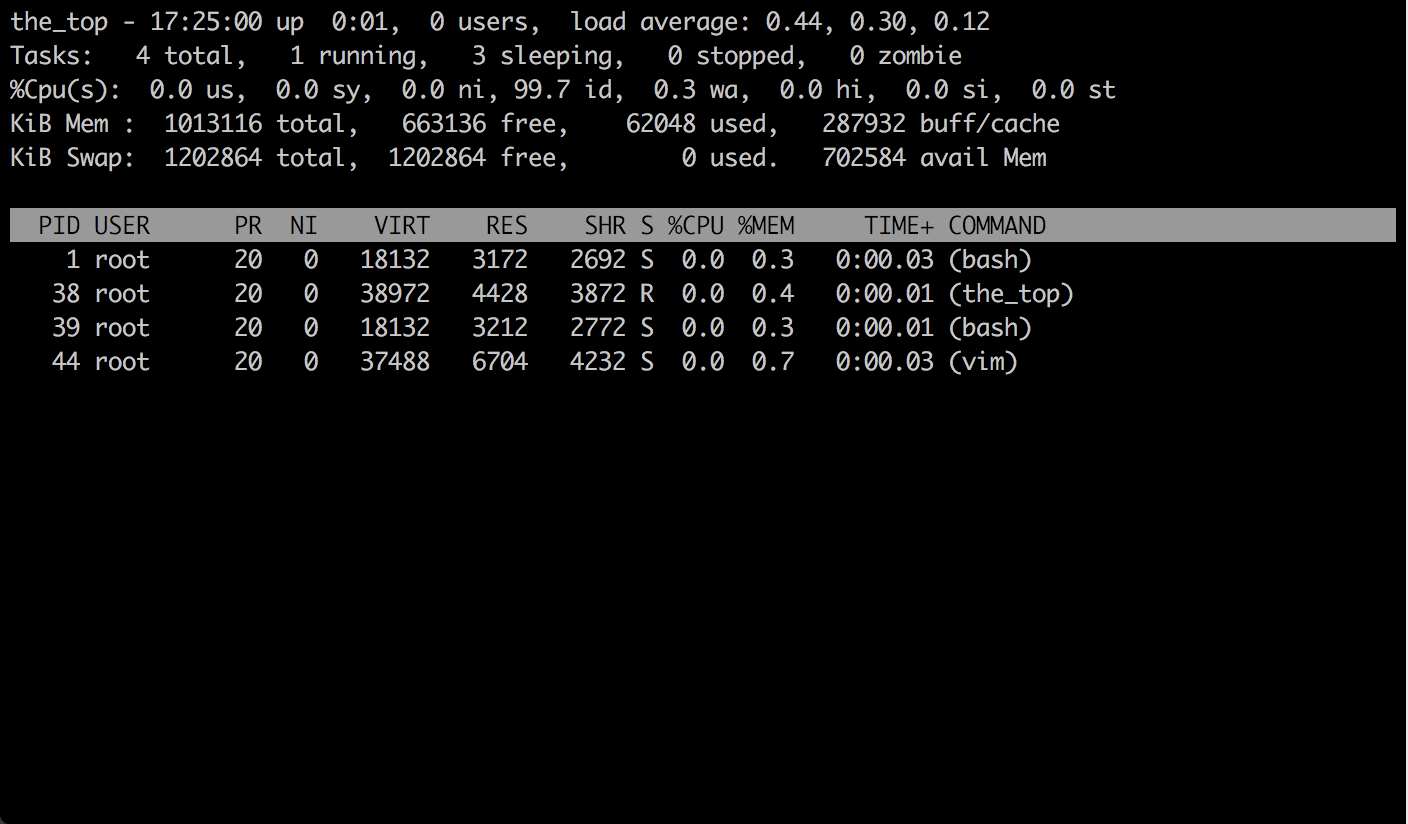 the_top - 17:25:00 up  0:01,  0 users,  load average: 0.44, 0.30, 0.12
Tasks:   4 total,   1 running,   3 sleeping,   0 stopped,   0 zombie
%Cpu(s):  0.0 us,  0.0 sy,  0.0 ni, 99.7 id,  0.3 wa,  0.0 hi,  0.0 si,  0.0 st
KiB Mem :  1013116 total,   663136 free,    62048 used,   287932 buff/cache
KiB Swap:  1202864 total,  1202864 free,        0 used.   702584 avail Mem
  PID USER      PR  NI    VIRT    RES    SHR S %CPU %MEM     TIME+ COMMAND
    1 root      20   0   18132   3172   2692 S  0.0  0.3   0:00.03 (bash)
   38 root      20   0   38972   4428   3872 R  0.0  0.4   0:00.01 (the_top)
   39 root      20   0   18132   3212   2772 S  0.0  0.3   0:00.01 (bash)
   44 root      20   0   37488   6704   4232 S  0.0  0.7   0:00.03 (vim)